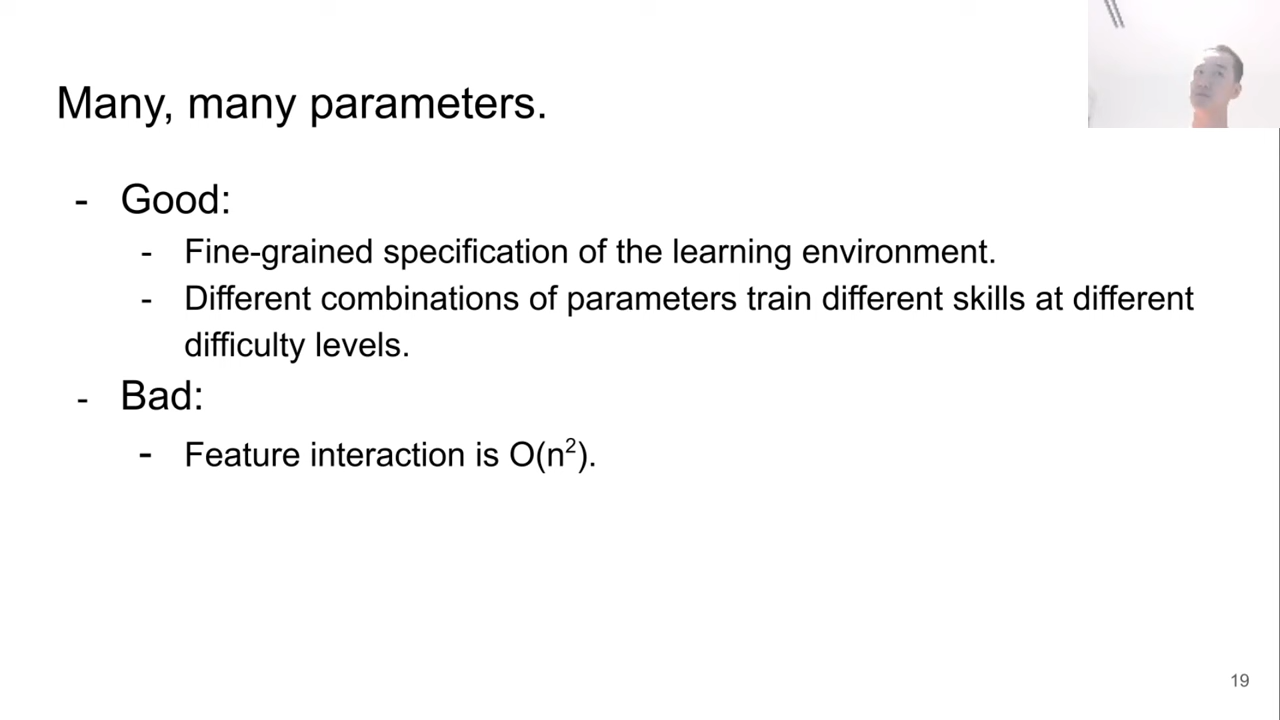 Many, many parameters.
- Good:
- Fine-grained specification of the learning environment.
- Different combinations of parameters train different skills at different
difficulty levels.
- Bad:
- Feature interaction is O(n²).
19